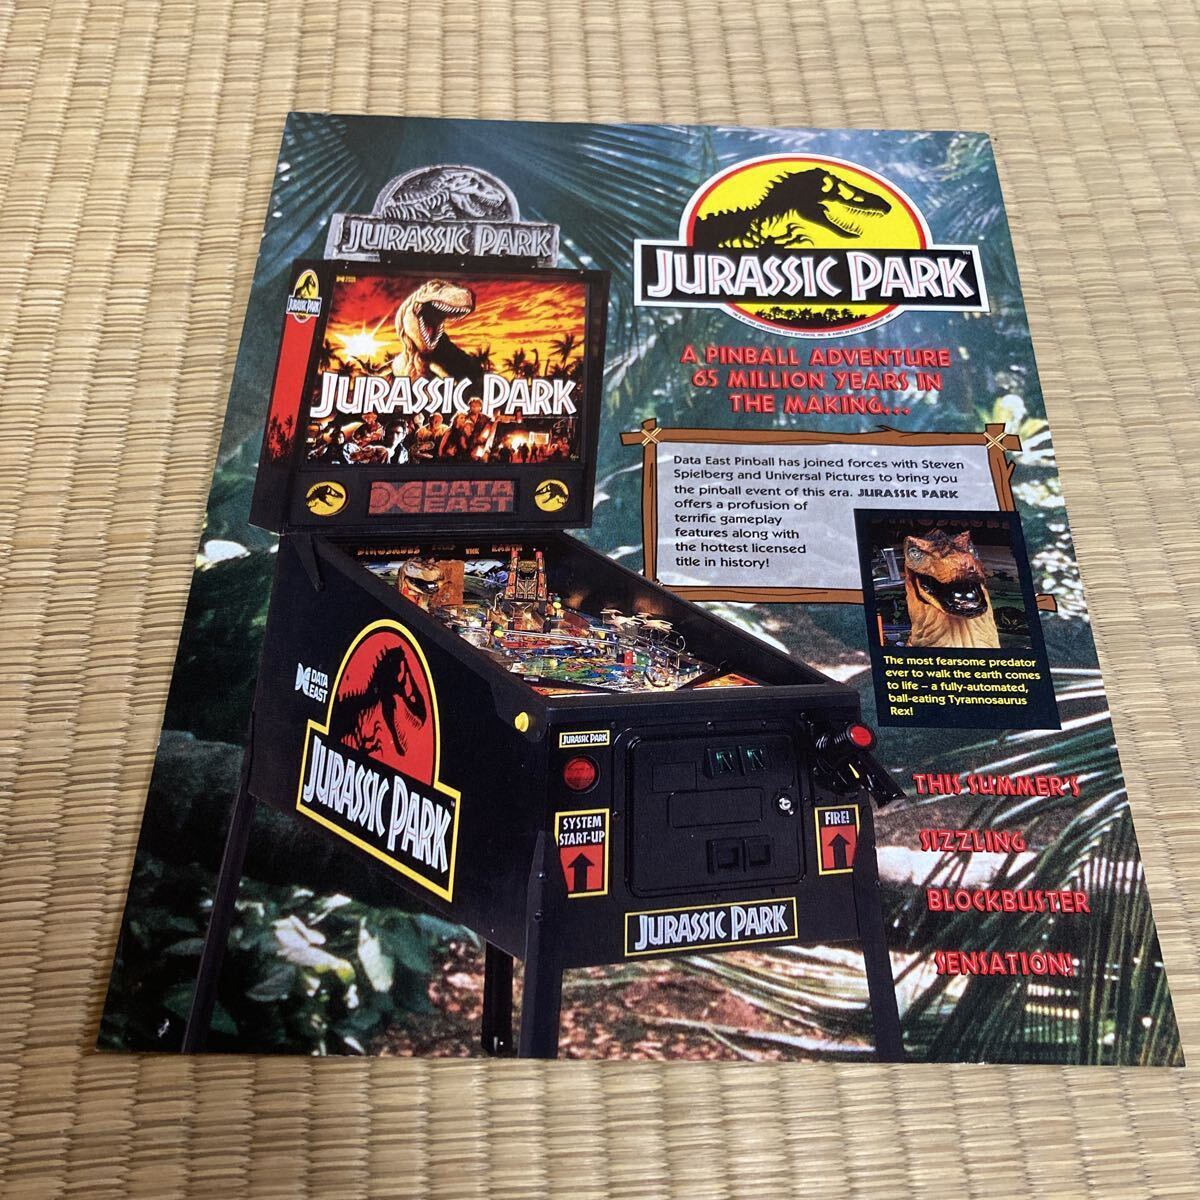 JURASSIC PARK
JURASSIC PARK
JURASSIC PARK
DATA
EAST
JURASSIC PARK
TM
A PINBALL ADVENTURE
65 MILLION YEARS IN
THE MAKING...
Data East Pinball has joined forces with Steven
Spielberg and Universal Pictures to bring you
the pinball event of this era. JURASSIC PARK
offers a profusion of
terrific gameplay
features along with
the hottest licensed
title in history!
The most fearsome predator
ever to walk the earth comes
to life – a fully-automated,
ball-eating Tyrannosaurus
Rex!
THE EARTH
DATA
EAST
JURASSIC PARK
JURASSIC PARK
SYSTEM
START-UP
FIRE!
JURASSIC PARK
THIS SUMMER'S
SIZZLING
BLOCKBUSTER
SENSATION!